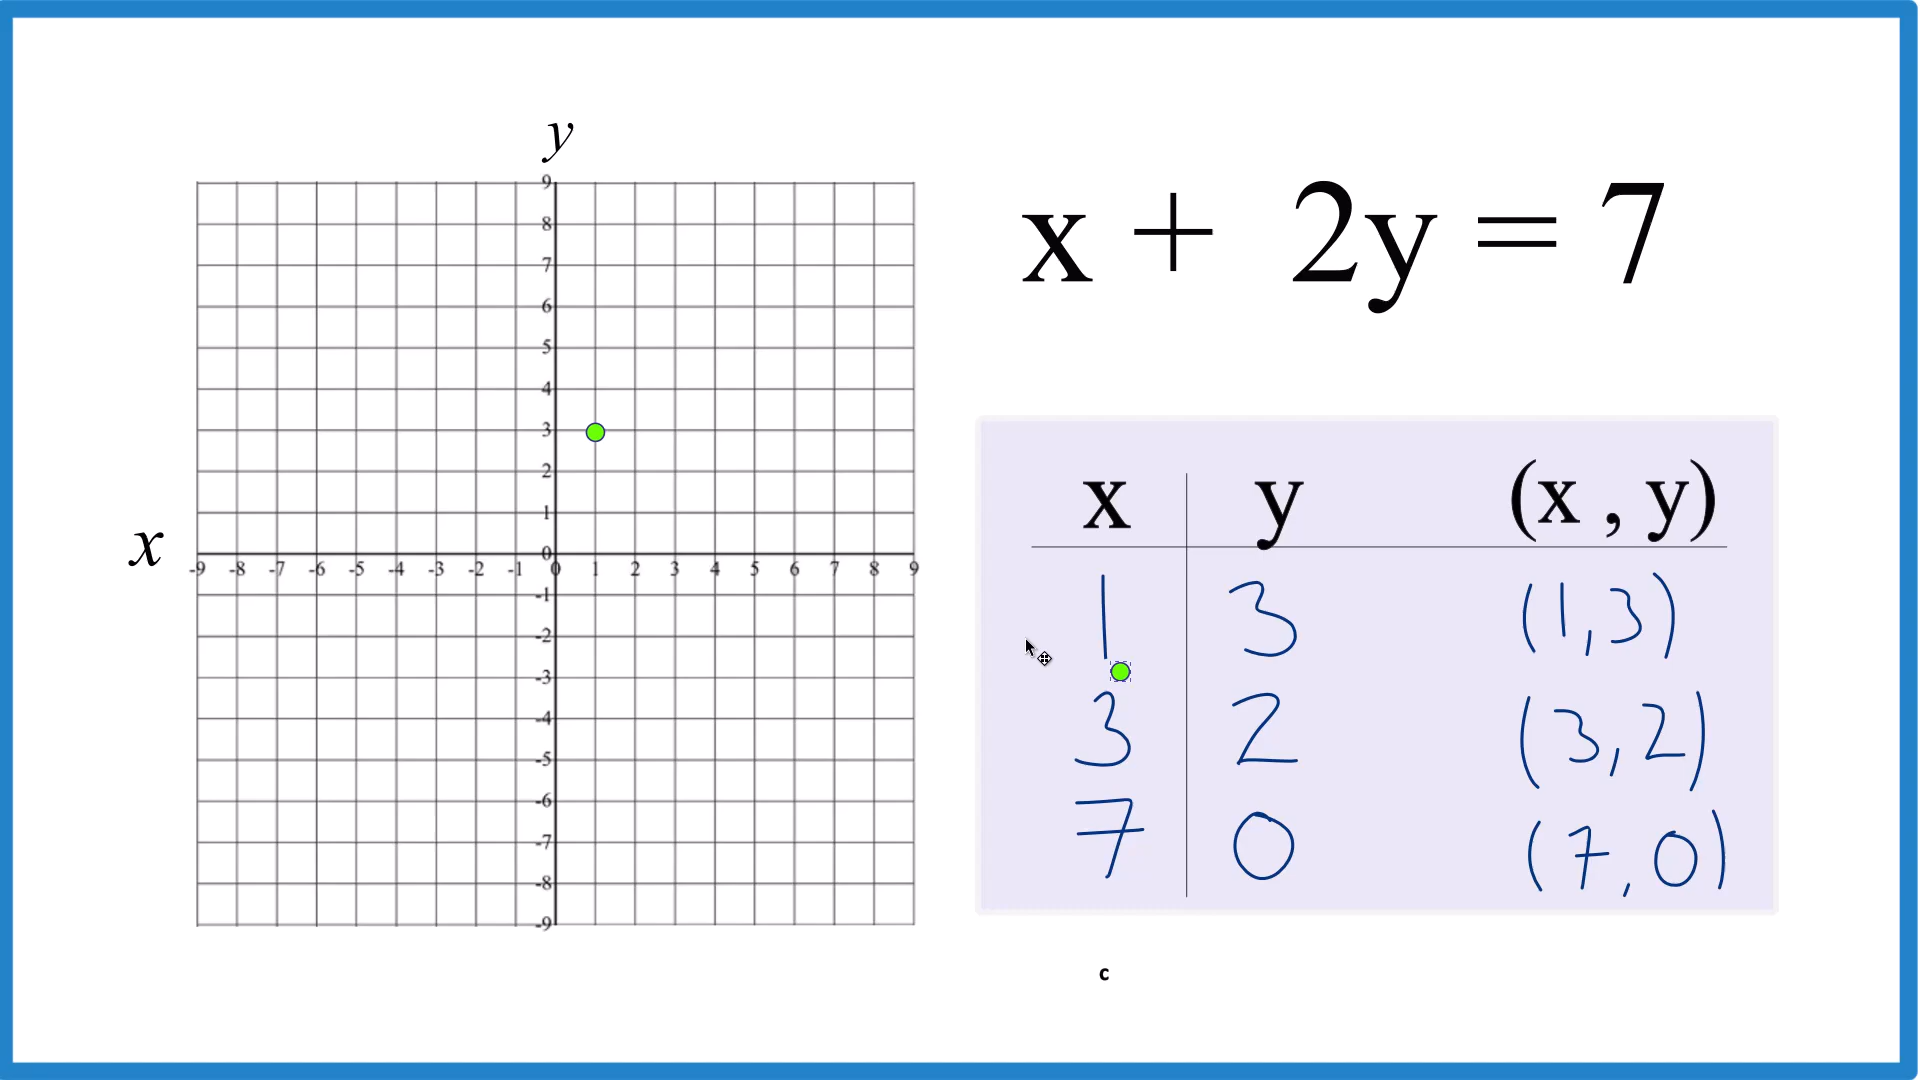 y
9
8
7
6
5
4
3
2
1
0
x
-9 -8 -7 -6 -5 -4 -3 -2 -1 0 1 2 3 4 5 6 7 8 9
-1
-2
-3
-4
-5
-6
-7
-8
-9
x + 2y = 7
x y (x , y)
1 3 (1,3)
3 2 (3,2)
7 0 (7,0)
c